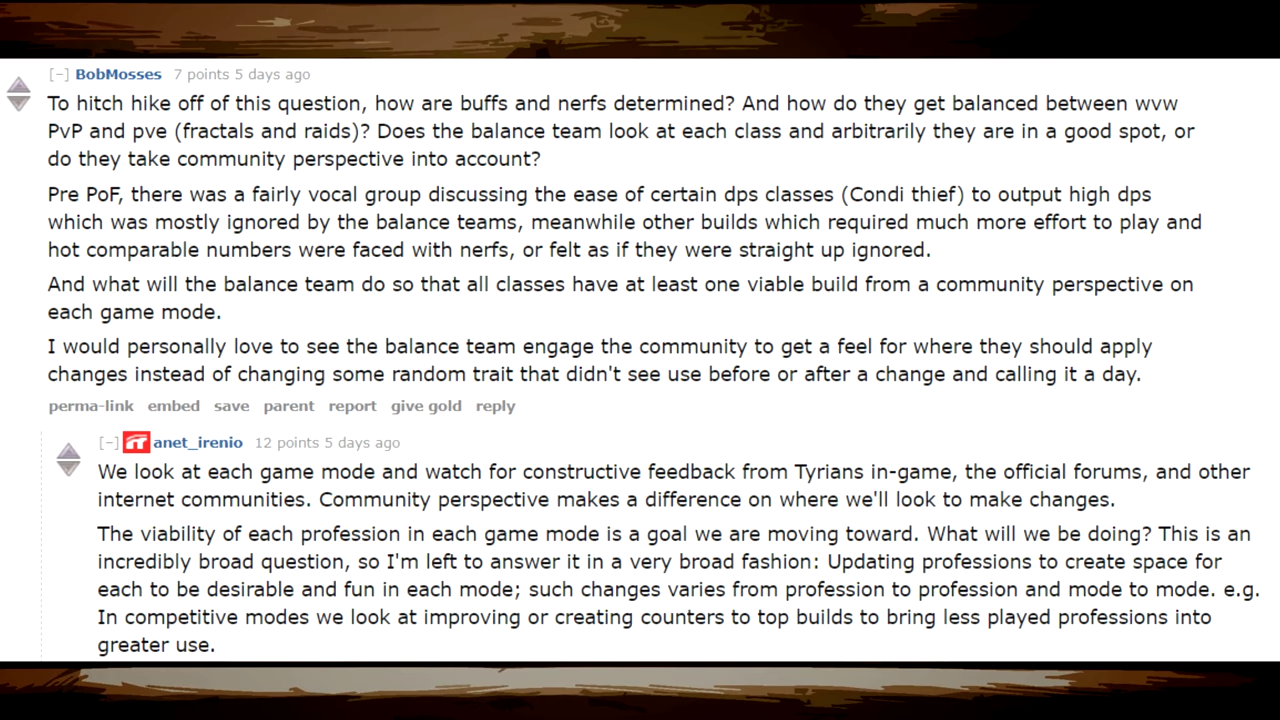 [−] BobMosses 7 points 5 days ago
To hitch hike off of this question, how are buffs and nerfs determined? And how do they get balanced between wvw
PvP and pve (fractals and raids)? Does the balance team look at each class and arbitrarily they are in a good spot, or
do they take community perspective into account?
Pre PoF, there was a fairly vocal group discussing the ease of certain dps classes (Condi thief) to output high dps
which was mostly ignored by the balance teams, meanwhile other builds which required much more effort to play and
hot comparable numbers were faced with nerfs, or felt as if they were straight up ignored.
And what will the balance team do so that all classes have at least one viable build from a community perspective on
each game mode.
I would personally love to see the balance team engage the community to get a feel for where they should apply
changes instead of changing some random trait that didn't see use before or after a change and calling it a day.
perma-link embed save parent report give gold reply
[−] anet_irenio 12 points 5 days ago
We look at each game mode and watch for constructive feedback from Tyrians in-game, the official forums, and other
internet communities. Community perspective makes a difference on where we'll look to make changes.
The viability of each profession in each game mode is a goal we are moving toward. What will we be doing? This is an
incredibly broad question, so I'm left to answer it in a very broad fashion: Updating professions to create space for
each to be desirable and fun in each mode; such changes varies from profession to profession and mode to mode. e.g.
In competitive modes we look at improving or creating counters to top builds to bring less played professions into
greater use.